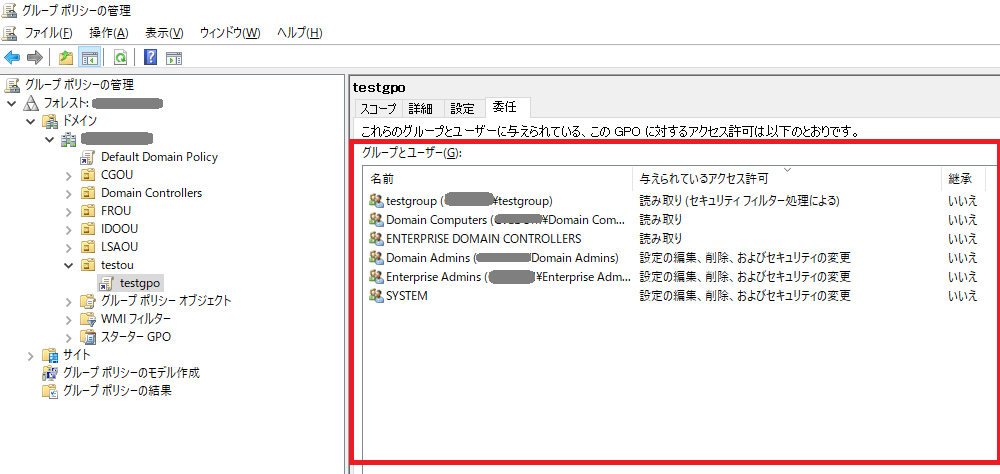 グループ ポリシーの管理
ファイル(F) 操作(A) 表示(V) ウィンドウ(W) ヘルプ(H)
グループ ポリシーの管理
フォレスト:
ドメイン
Default Domain Policy
CGOU
Domain Controllers
FROU
IDOOU
LSAOU
testou
testgpo
グループ ポリシー オブジェクト
WMI フィルター
スターター GPO
サイト
グループ ポリシーのモデル作成
グループ ポリシーの結果
testgpo
スコープ 詳細 設定 委任
これらのグループとユーザーに与えられている、この GPO に対するアクセス許可は以下のとおりです。
グループとユーザー(G):
名前 与えられているアクセス許可 継承
testgroup ( ¥testgroup) 読み取り (セキュリティ フィルター処理による) いいえ
Domain Computers ( ¥Domain Com... 読み取り いいえ
ENTERPRISE DOMAIN CONTROLLERS 読み取り いいえ
Domain Admins ( Domain Admins) 設定の編集、削除、およびセキュリティの変更 いいえ
Enterprise Admins ( ¥Enterprise Adm... 設定の編集、削除、およびセキュリティの変更 いいえ
SYSTEM 設定の編集、削除、およびセキュリティの変更 いいえ